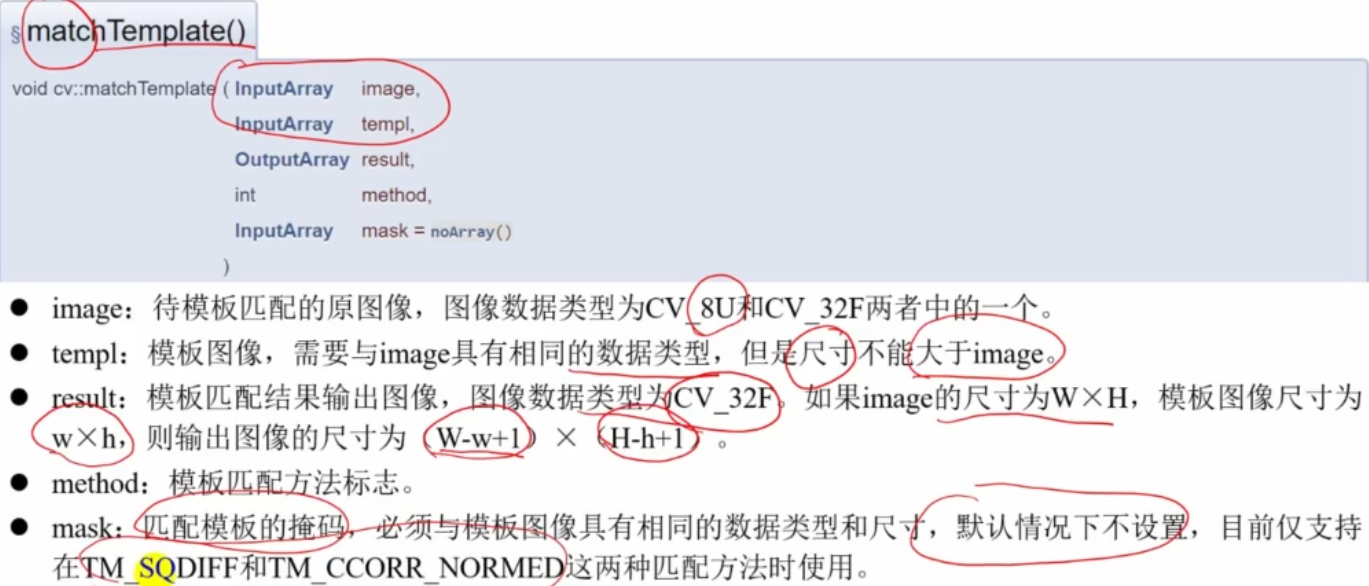 § matchTemplate()
void cv::matchTemplate ( InputArray image,
InputArray templ,
OutputArray result,
int method,
InputArray mask = noArray()
)
● image：待模板匹配的原图像，图像数据类型为CV_8U和CV_32F两者中的一个。
● templ：模板图像，需要与image具有相同的数据类型，但是尺寸不能大于image。
● result：模板匹配结果输出图像，图像数据类型为CV_32F。如果image的尺寸为W×H，模板图像尺寸为
w×h，则输出图像的尺寸为（W-w+1）×（H-h+1）。
● method：模板匹配方法标志。
● mask：匹配模板的掩码，必须与模板图像具有相同的数据类型和尺寸，默认情况下不设置，目前仅支持
在TM_SQDIFF和TM_CCORR_NORMED这两种匹配方法时使用。